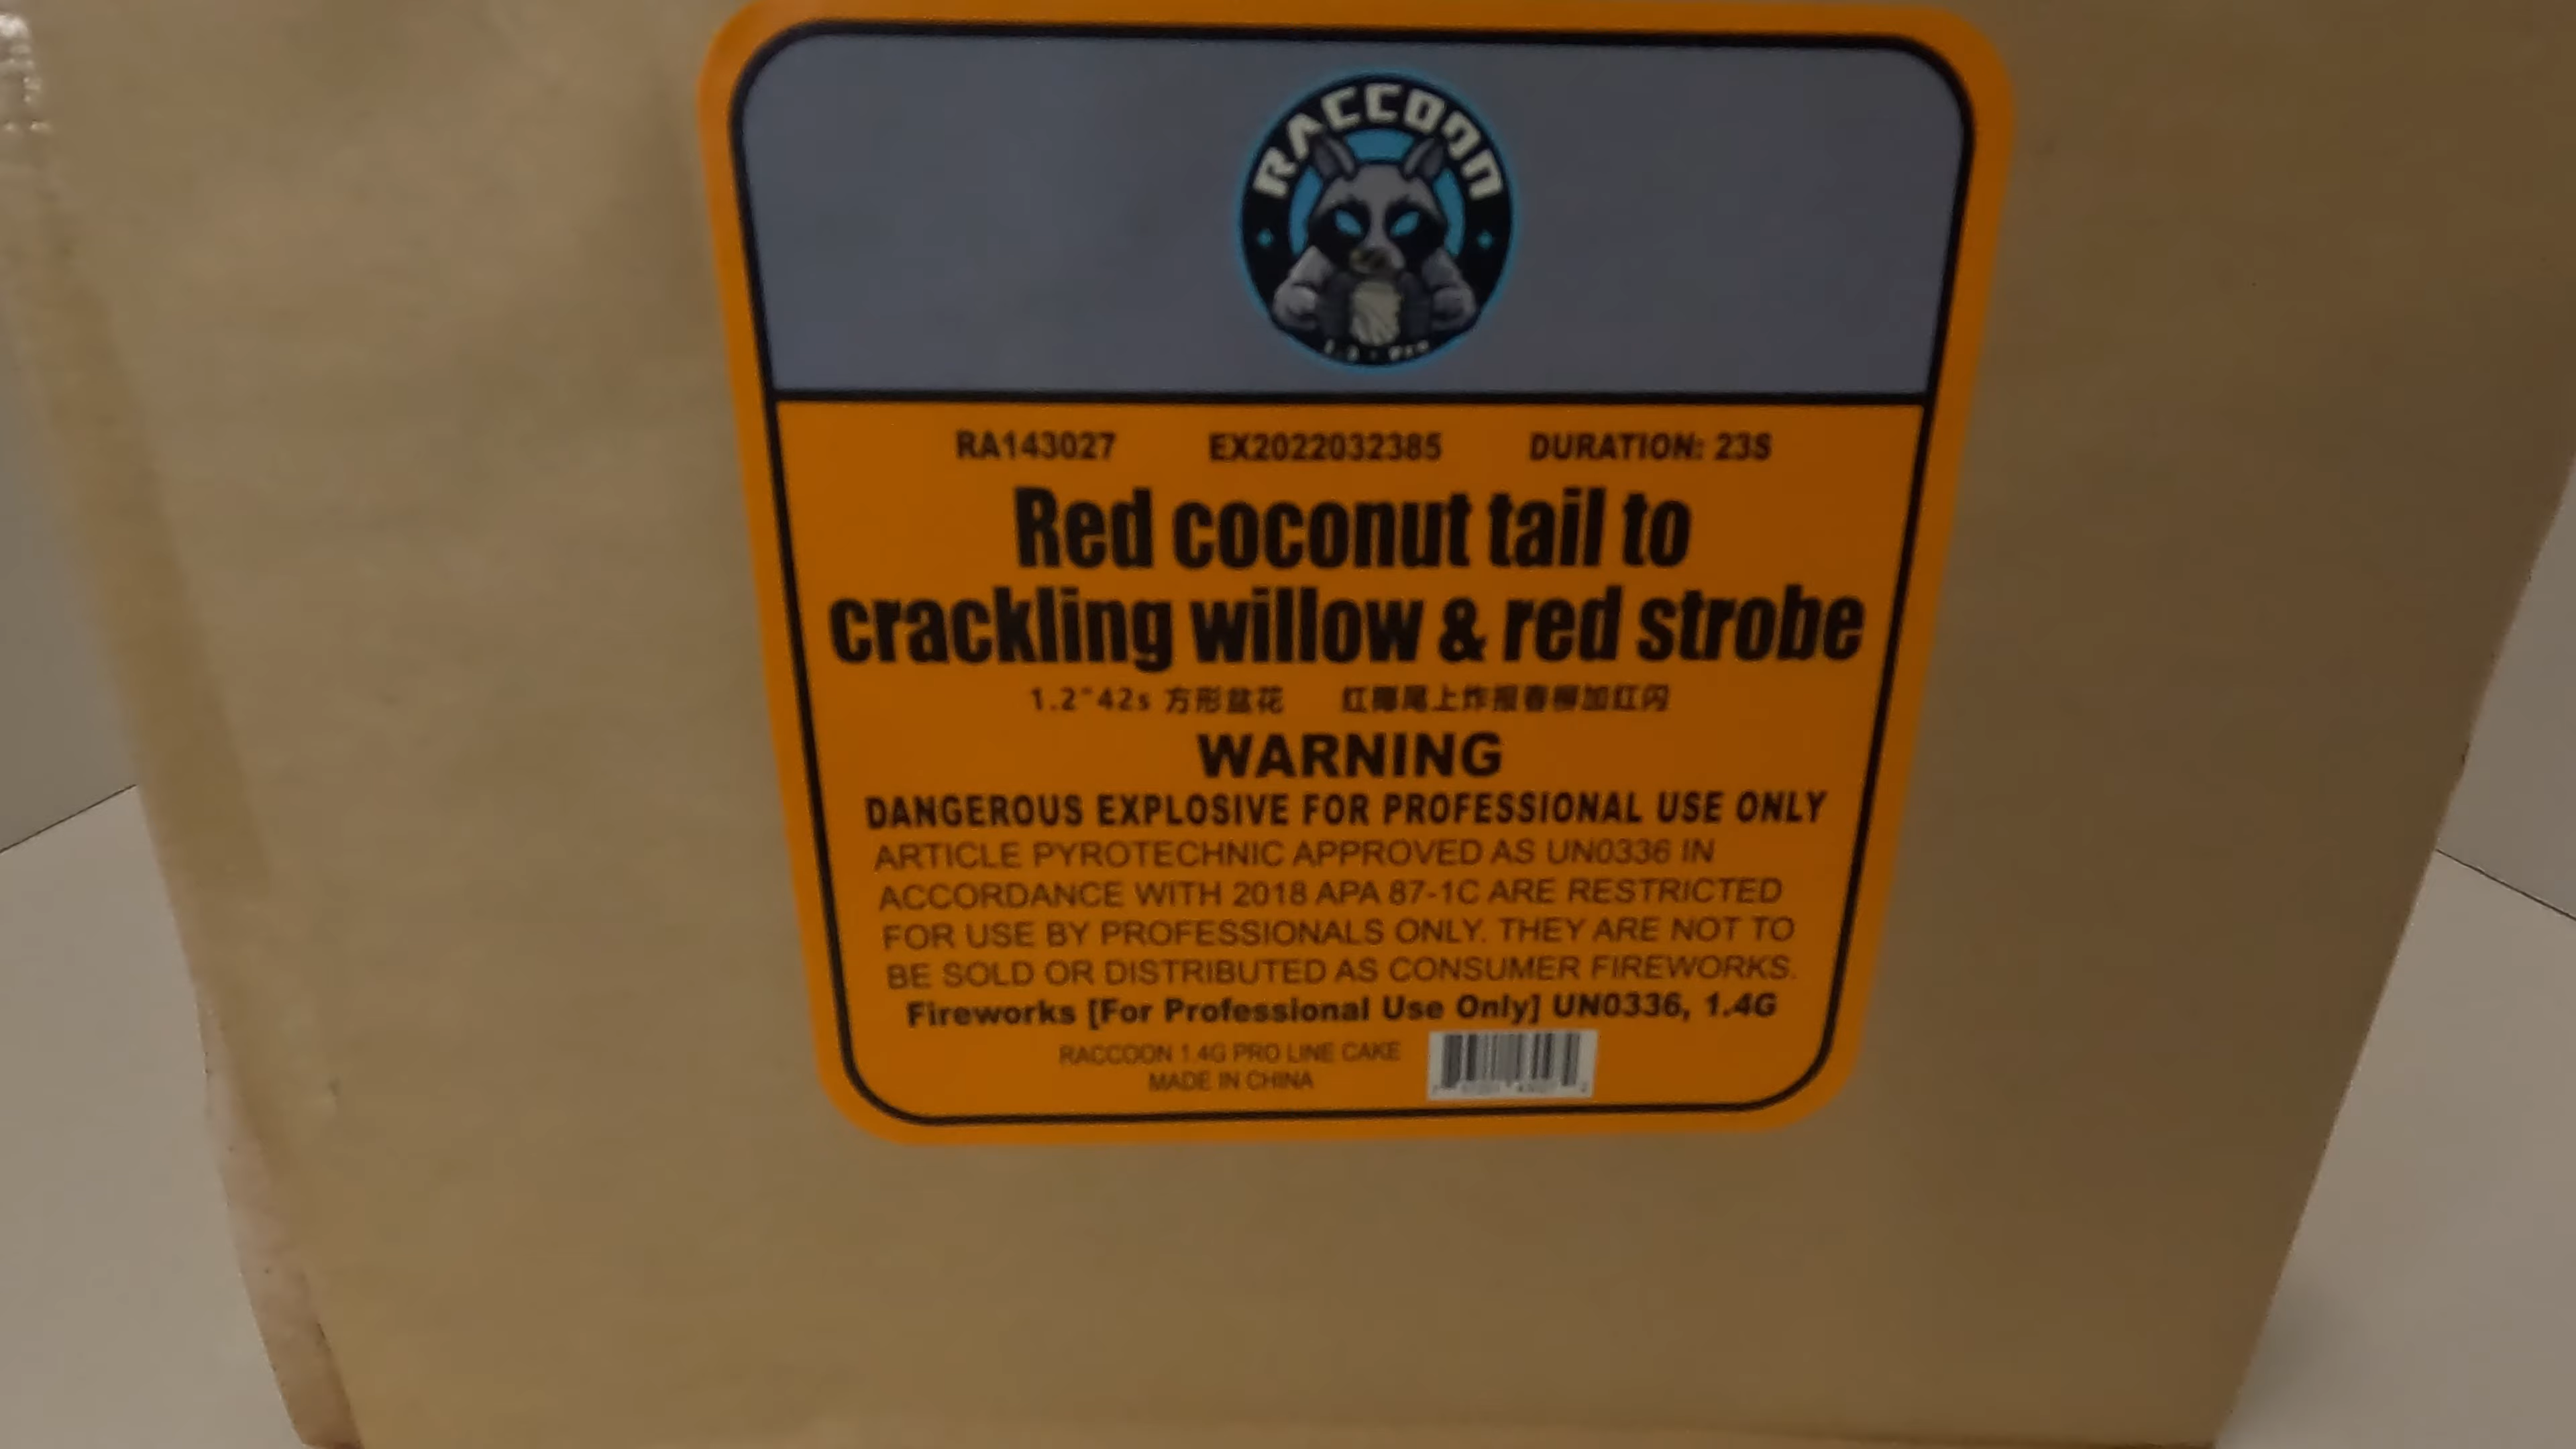 RACCOON
RA143027 EX2022032385 DURATION: 23S
Red coconut tail to
crackling willow & red strobe
1.2"42s 方形盆花 红椰尾上炸报春柳加红闪
WARNING
DANGEROUS EXPLOSIVE FOR PROFESSIONAL USE ONLY
ARTICLE PYROTECHNIC APPROVED AS UN0336 IN
ACCORDANCE WITH 2018 APA 87-1C ARE RESTRICTED
FOR USE BY PROFESSIONALS ONLY. THEY ARE NOT TO
BE SOLD OR DISTRIBUTED AS CONSUMER FIREWORKS.
Fireworks [For Professional Use Only] UN0336, 1.4G
RACCOON 1.4G PRO LINE CAKE
MADE IN CHINA